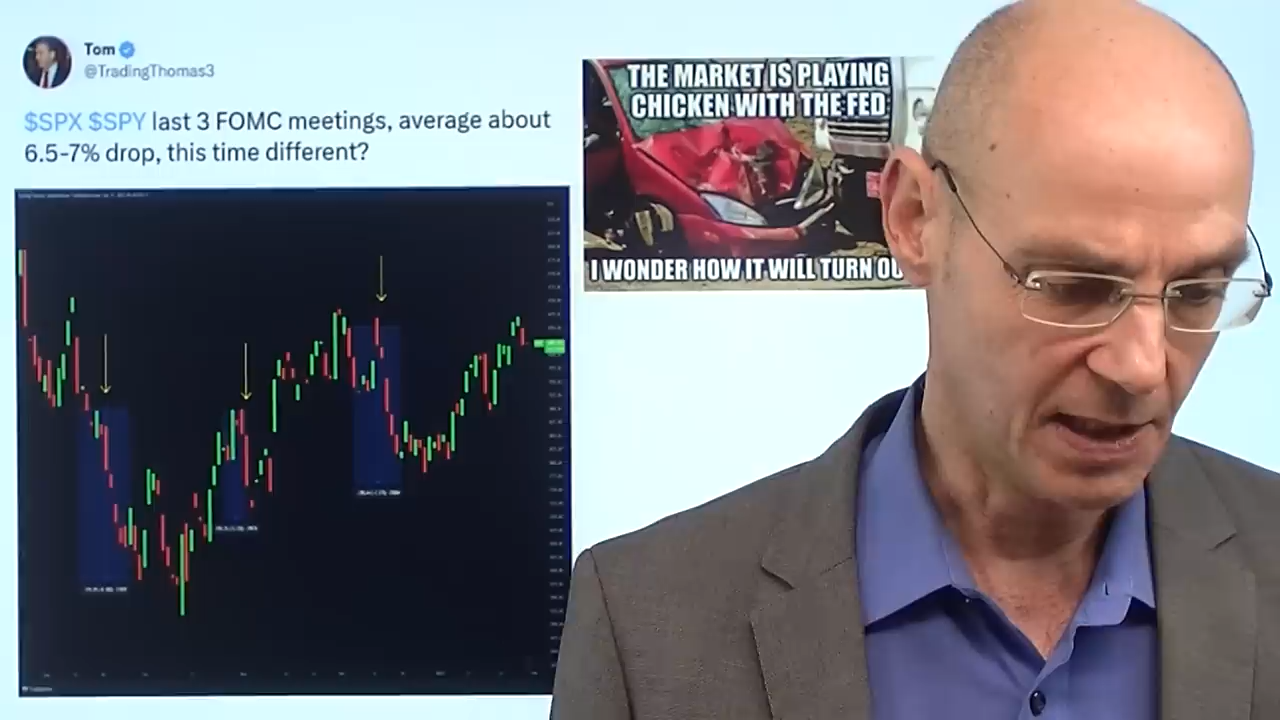 Tom
@TradingThomas3
$SPX $SPY last 3 FOMC meetings, average about
6.5-7% drop, this time different?
THE MARKET IS PLAYING
CHICKEN WITH THE FED
I WONDER HOW IT WILL TURN OU